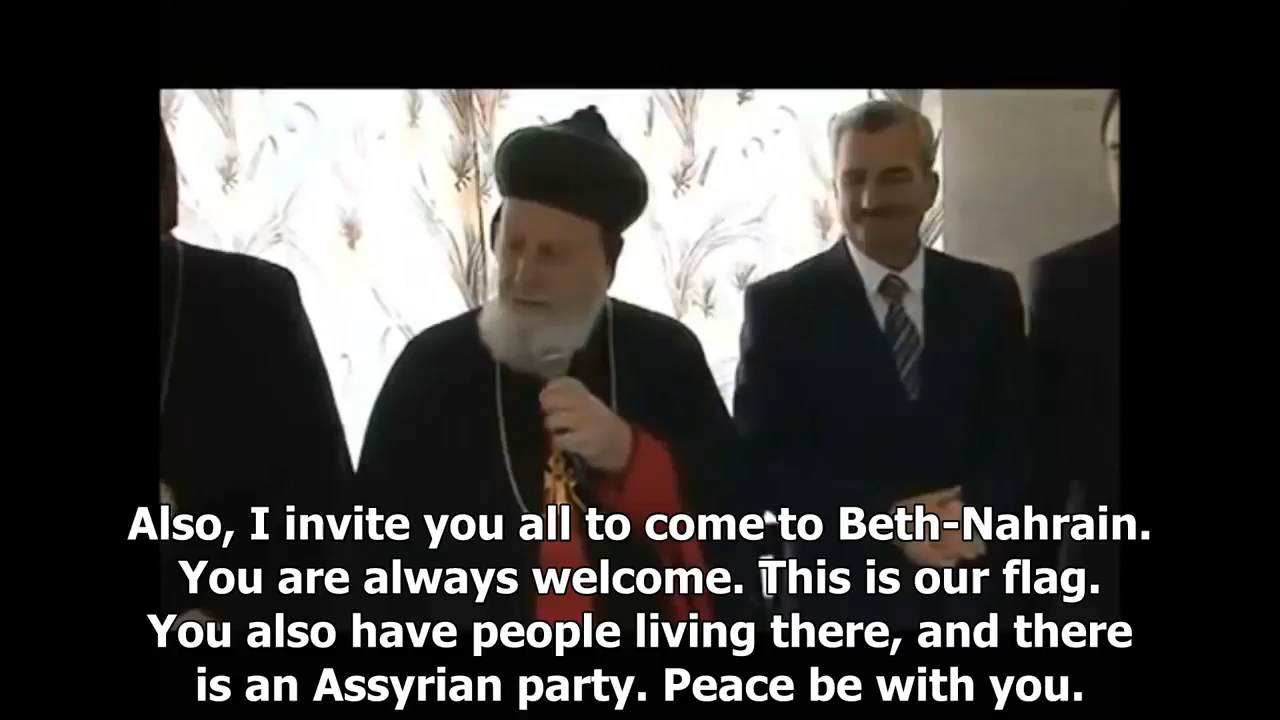 Also, I invite you all to come to Beth-Nahrain.
You are always welcome. This is our flag.
You also have people living there, and there
is an Assyrian party. Peace be with you.